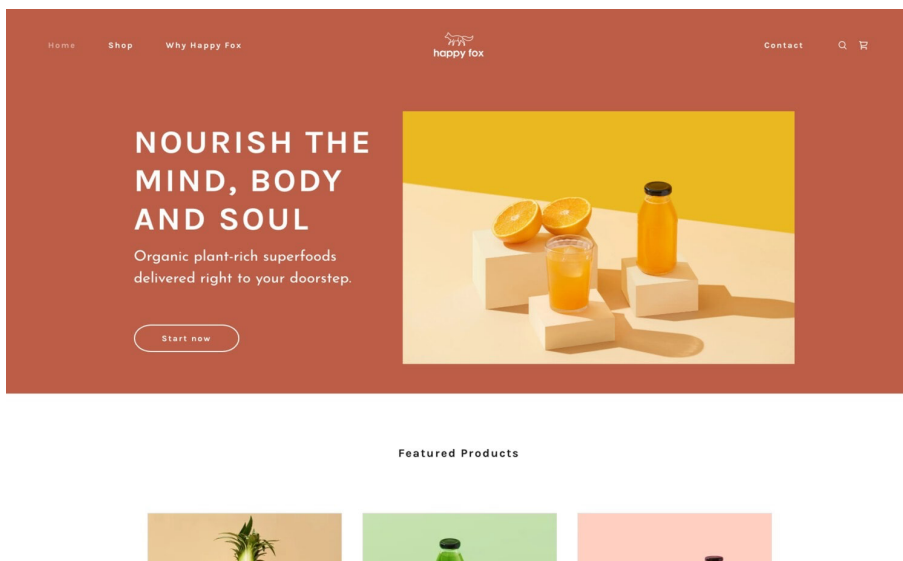 Home
Shop
Why Happy Fox
happy fox
Contact
NOURISH THE
MIND, BODY
AND SOUL
Organic plant-rich superfoods
delivered right to your doorstep.
Start now
Featured Products